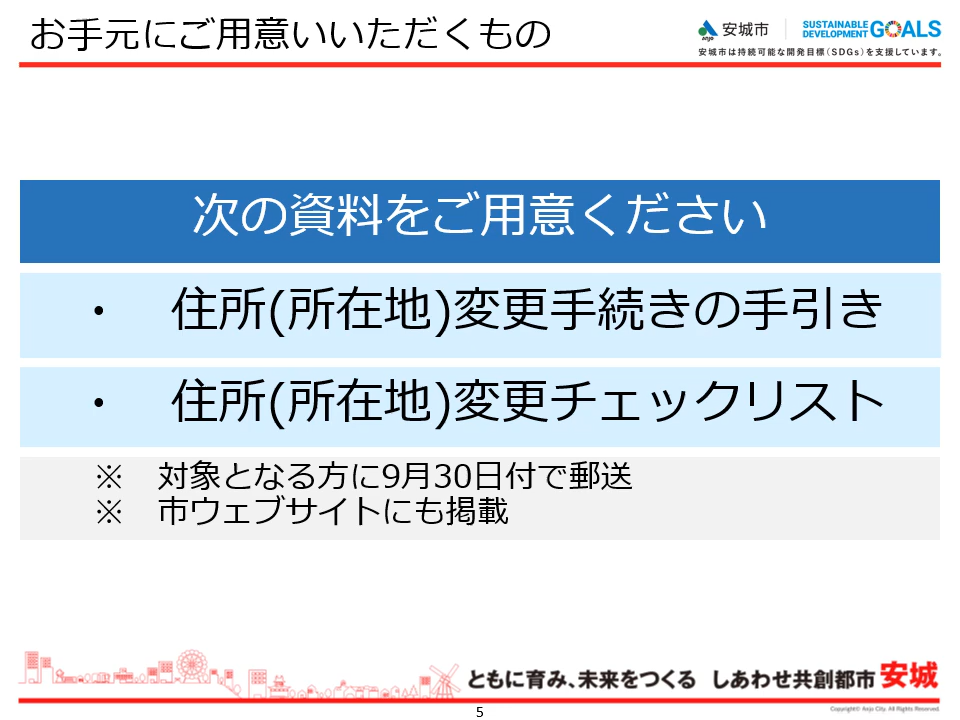 お手元にご用意いいただくもの
安城市
anjo
SUSTAINABLE
DEVELOPMENT GOALS
安城市は持続可能な開発目標(SDGs)を支援しています。
次の資料をご用意ください
・ 住所(所在地)変更手続きの手引き
・ 住所(所在地)変更チェックリスト
※ 対象となる方に9月30日付で郵送
※ 市ウェブサイトにも掲載
ともに育み、未来をつくる しあわせ共創都市 安城
Copyright© Anjo City. All Rights Reserved.
5